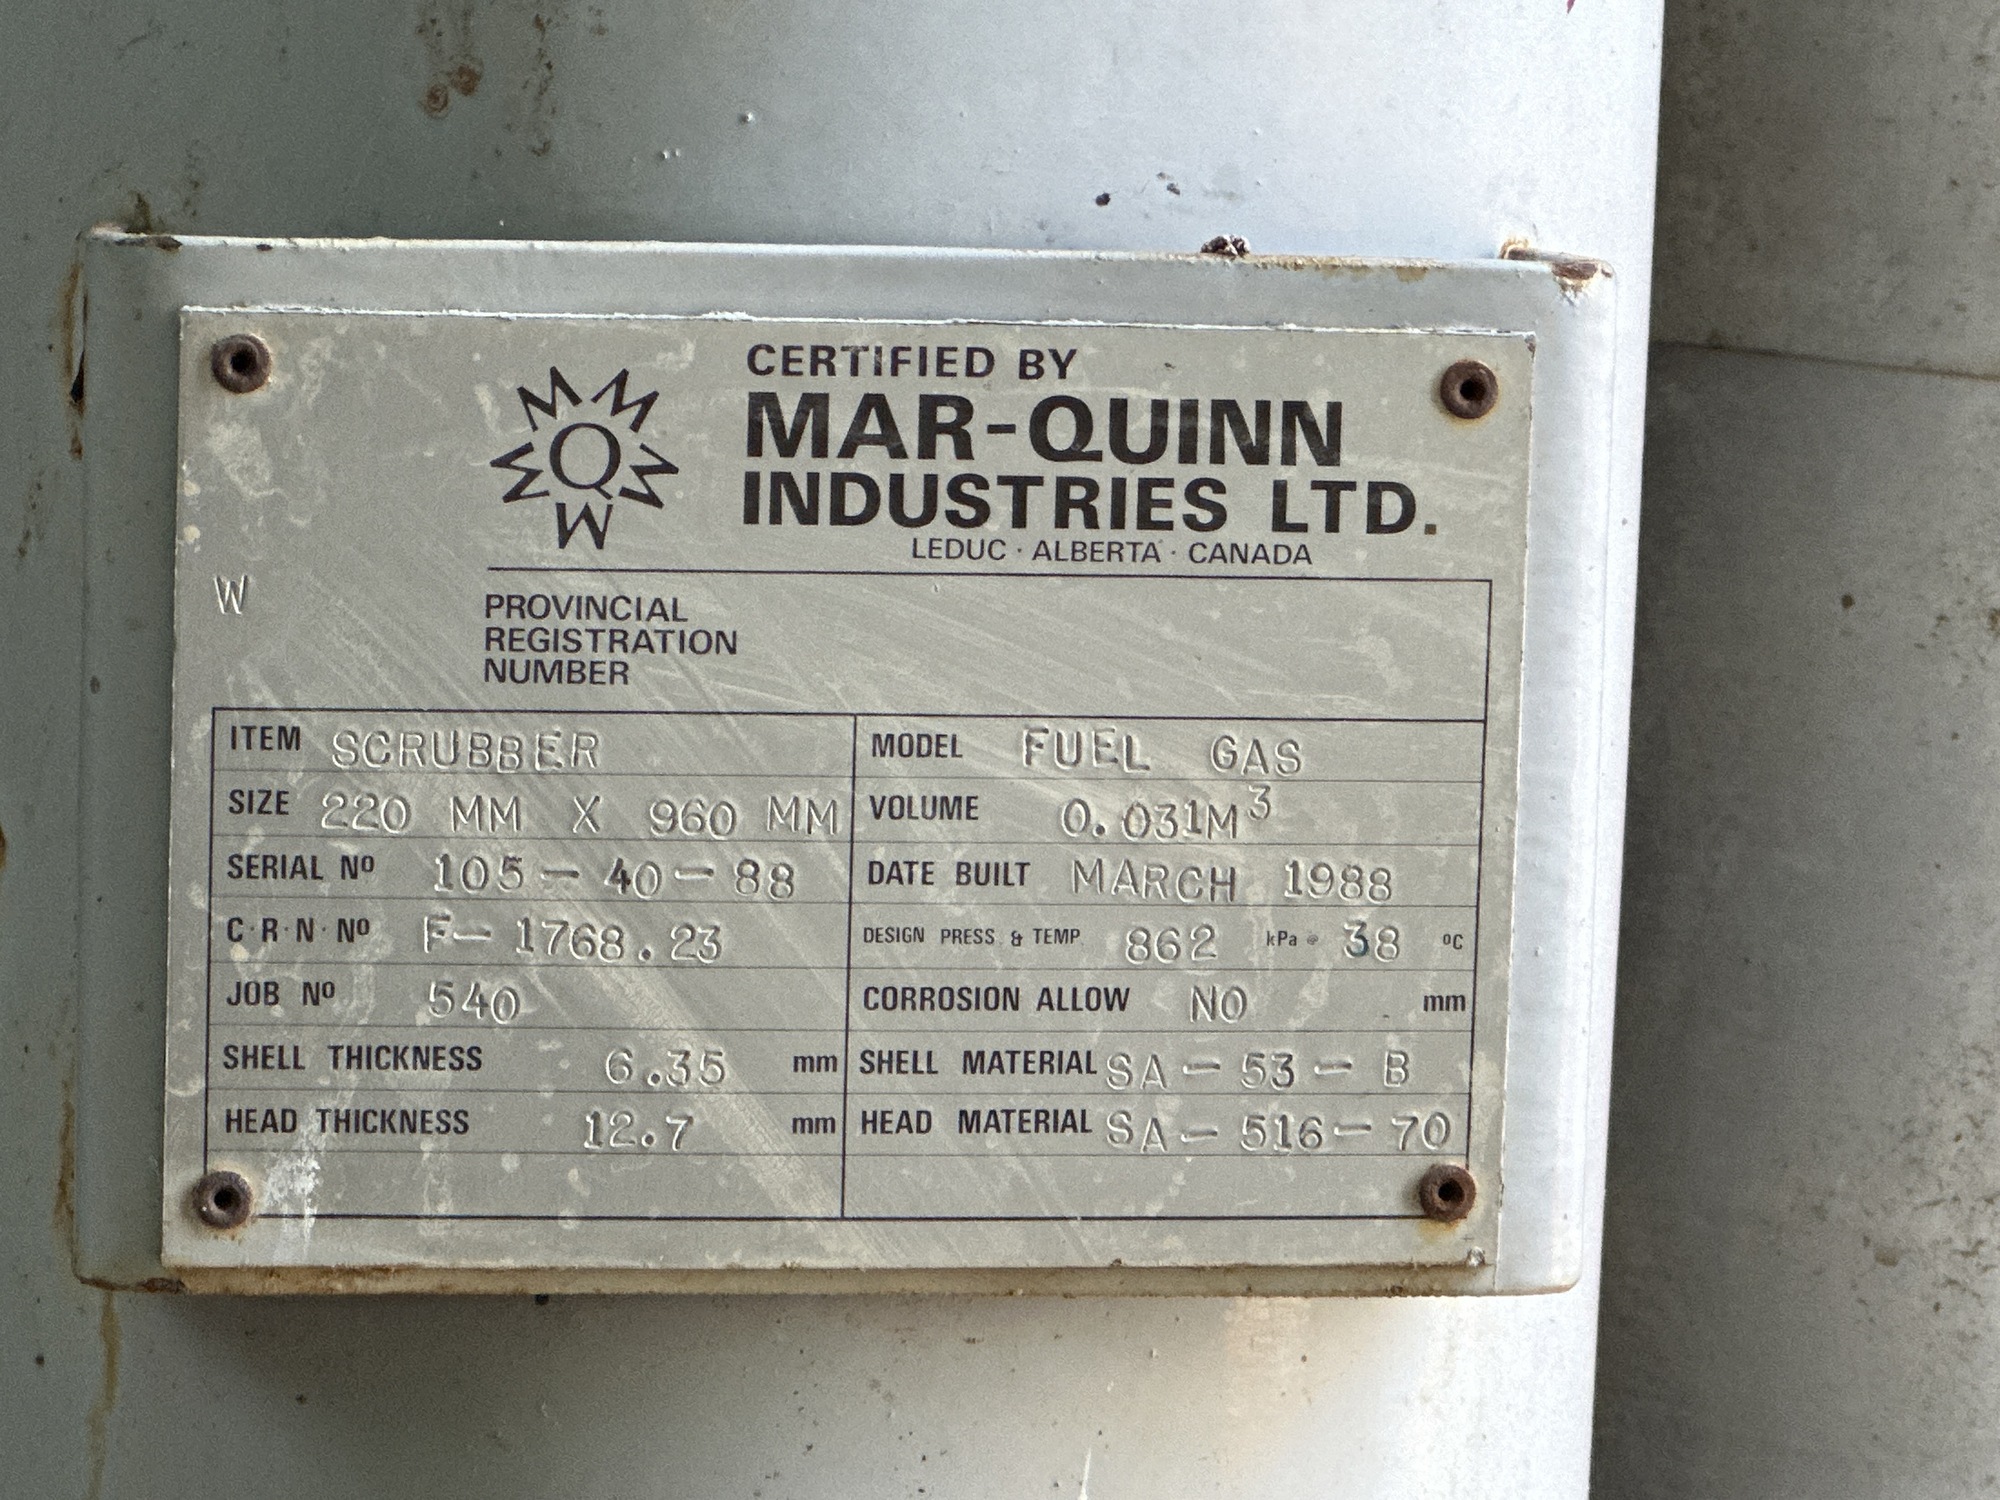 CERTIFIED BY
MAR-QUINN
INDUSTRIES LTD.
LEDUC · ALBERTA · CANADA
M M M M M M Q
W
PROVINCIAL
REGISTRATION
NUMBER
ITEM SCRUBBER
MODEL FUEL GAS
SIZE 220 MM X 960 MM
VOLUME 0.031M³
SERIAL Nº 105-40-88
DATE BUILT MARCH 1988
C·R·N·Nº F-1768.23
DESIGN PRESS. & TEMP. 862 kPa @ 38 ºC
JOB Nº 540
CORROSION ALLOW NO mm
SHELL THICKNESS 6.35 mm
SHELL MATERIAL SA-53-B
HEAD THICKNESS 12.7 mm
HEAD MATERIAL SA-516-70